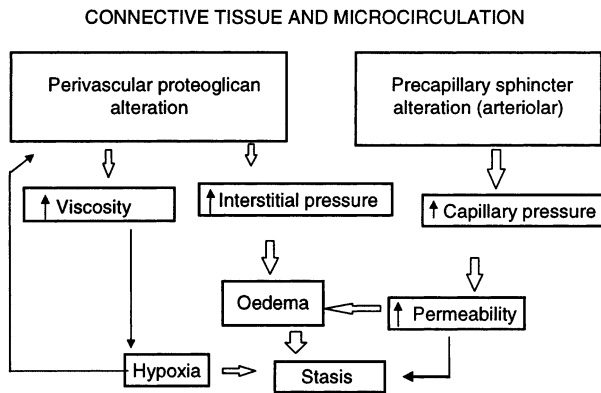 CONNECTIVE TISSUE AND MICROCIRCULATION
Perivascular proteoglican
alteration
Precapillary sphincter
alteration (arteriolar)
Viscosity
Interstitial pressure
Capillary pressure
Oedema
Permeability
Hypoxia
Stasis